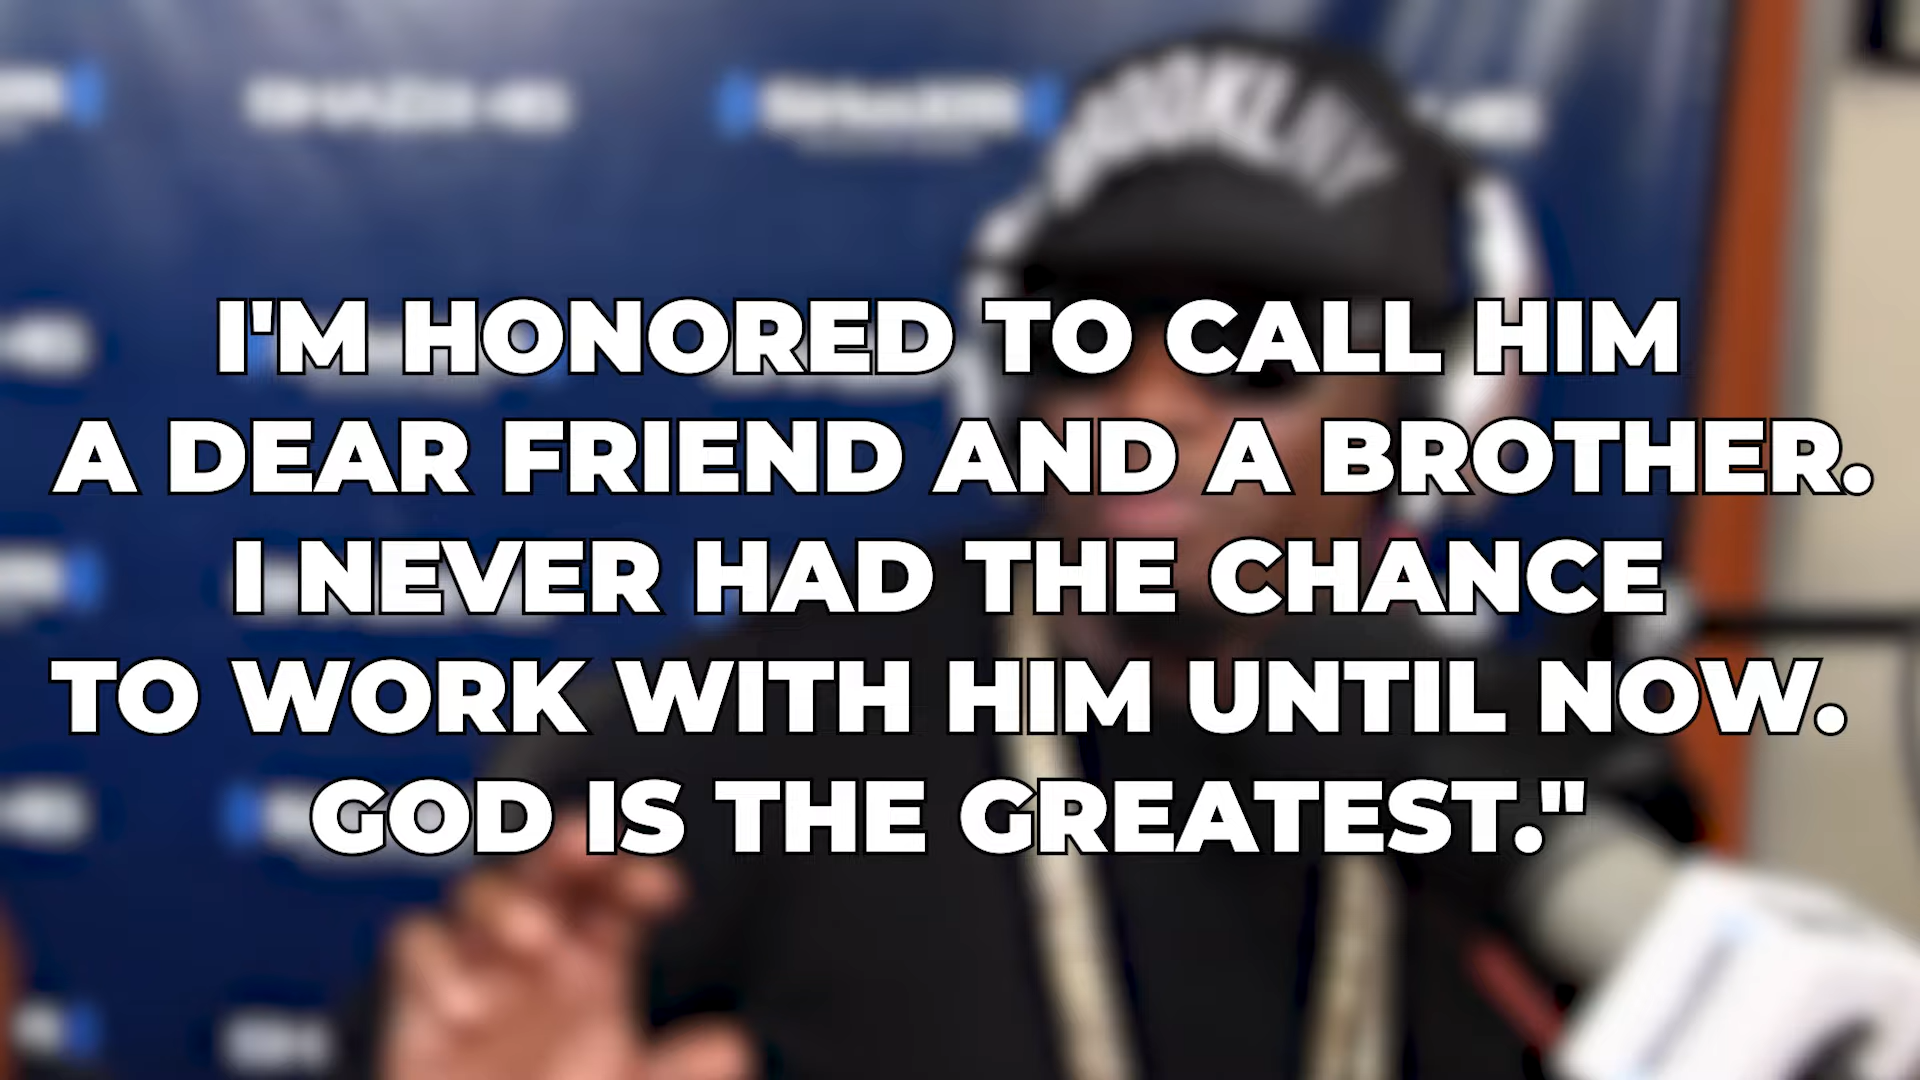 BROOKLNY
I'M HONORED TO CALL HIM
A DEAR FRIEND AND A BROTHER.
I NEVER HAD THE CHANCE
TO WORK WITH HIM UNTIL NOW.
GOD IS THE GREATEST."